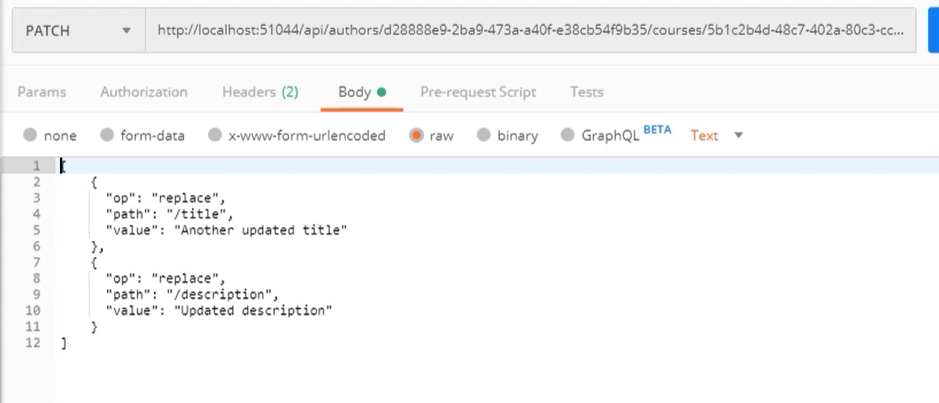 PATCH http://localhost:51044/api/authors/d28888e9-2ba9-473a-a40f-e38cb54f9b35/courses/5b1c2b4d-48c7-402a-80c3-cc...
Params Authorization Headers (2) Body Pre-request Script Tests
none form-data x-www-form-urlencoded raw binary GraphQL BETA Text
1 [
2 {
3 "op": "replace",
4 "path": "/title",
5 "value": "Another updated title"
6 },
7 {
8 "op": "replace",
9 "path": "/description",
10 "value": "Updated description"
11 }
12 ]